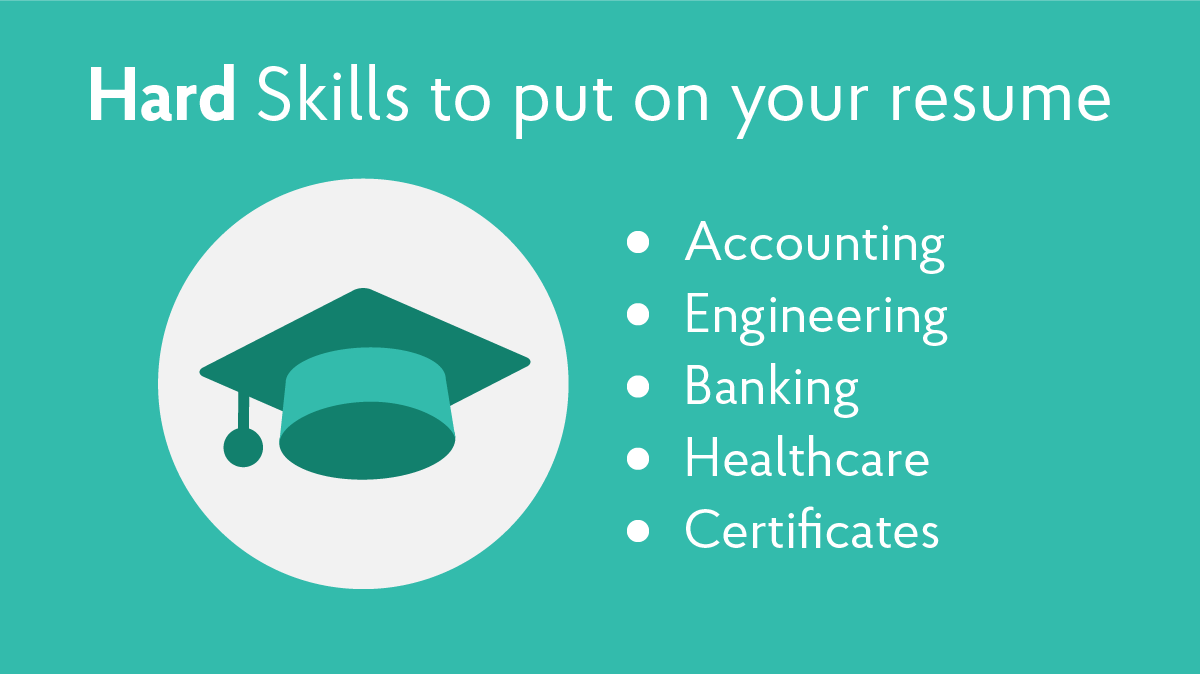 Hard Skills to put on your resume
• Accounting
• Engineering
• Banking
• Healthcare
• Certificates